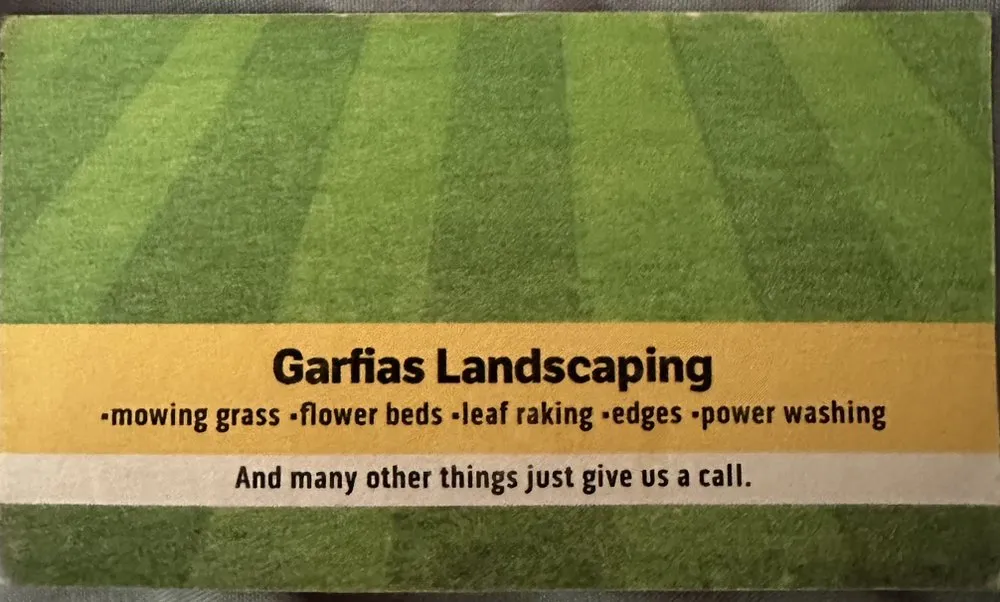 Garfias Landscaping
•mowing grass •flower beds •leaf raking •edges •power washing
And many other things just give us a call.